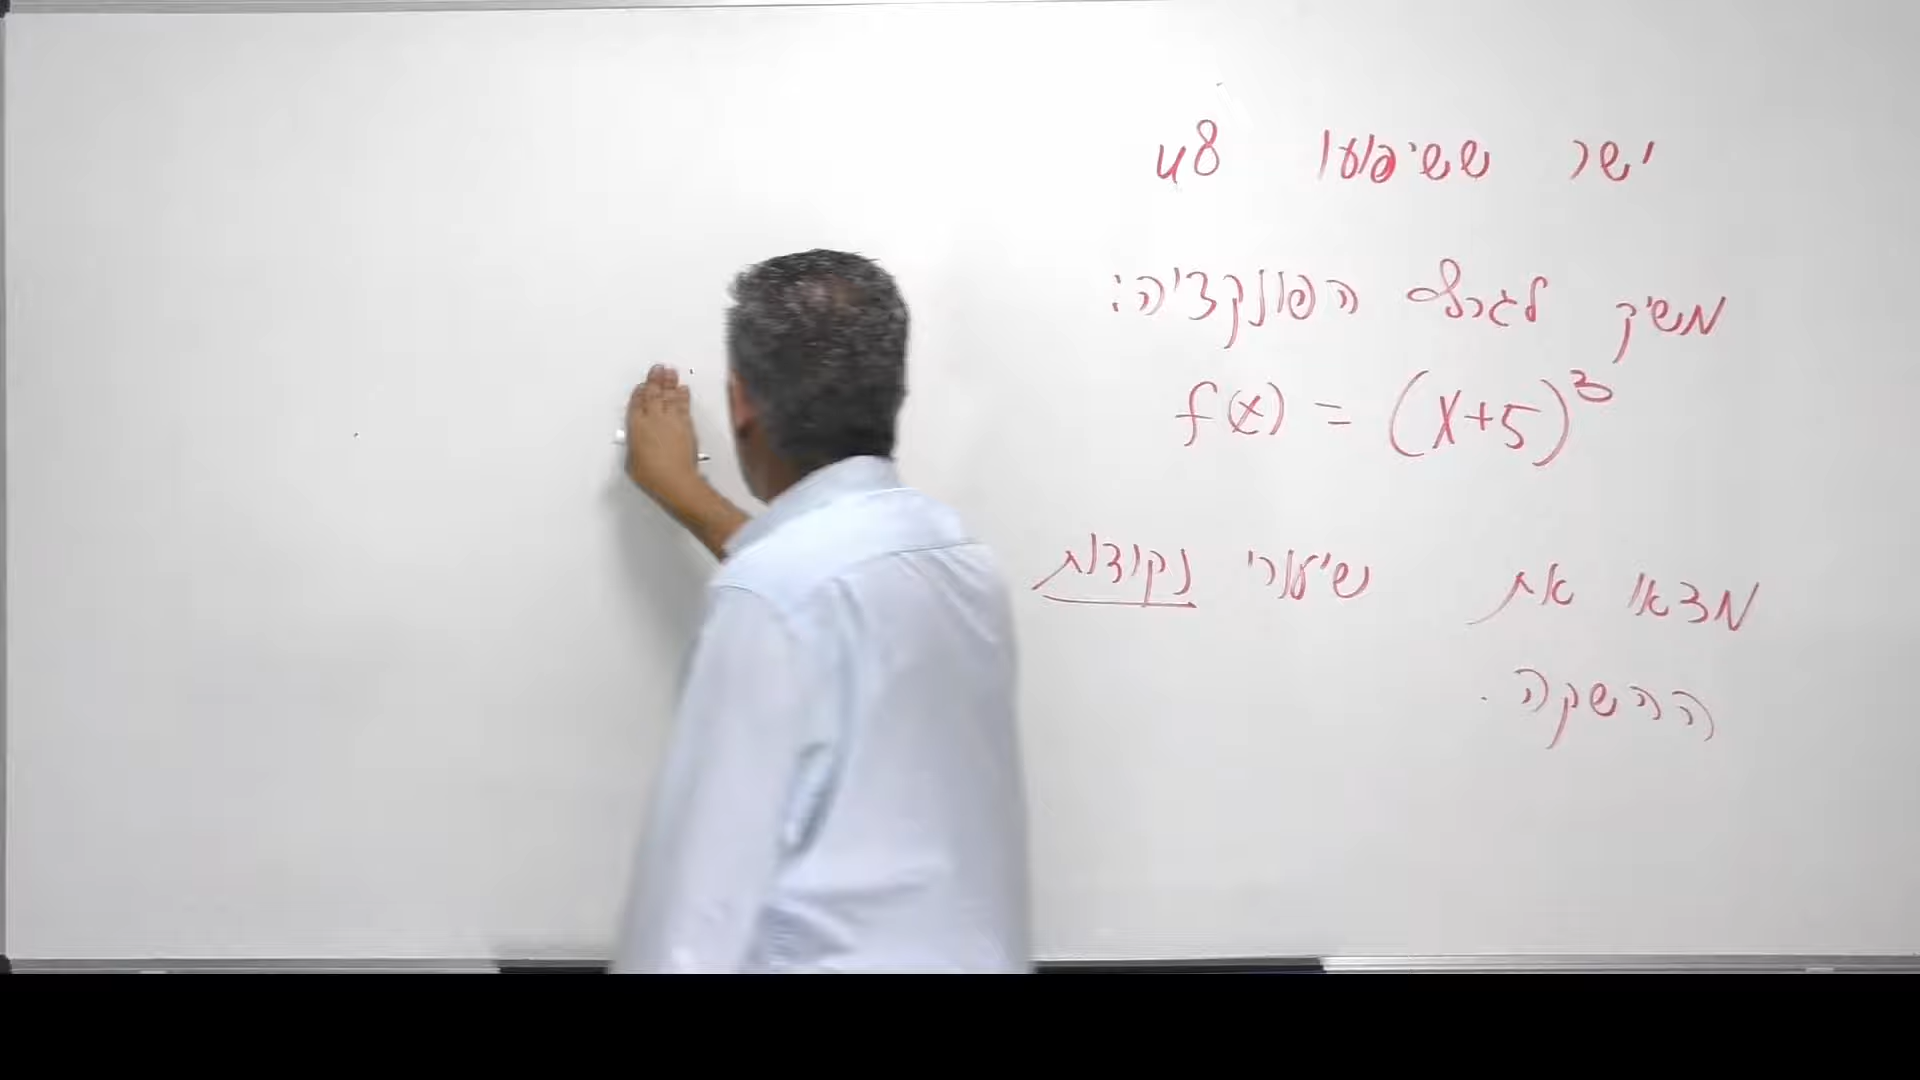 ישר ששיפועו 48
משיק לגרף הפונקציה:
f(x) = (x+5)³
מצאו את שיעורי נקודות
ההשקה.